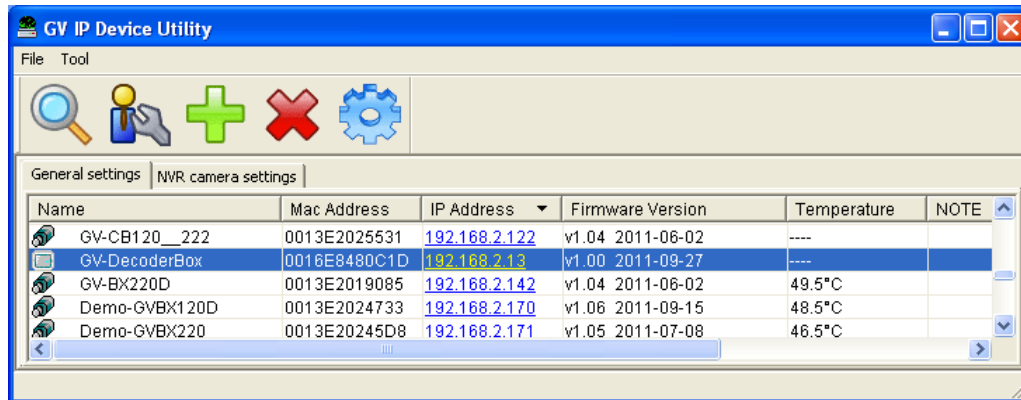 GV IP Device Utility
File Tool
General settings NVR camera settings
Name Mac Address IP Address Firmware Version Temperature NOTE
GV-CB120__222 0013E2025531 192.168.2.122 v1.04 2011-06-02 ----
GV-DecoderBox 0016E8480C1D 192.168.2.13 v1.00 2011-09-27 ----
GV-BX220D 0013E2019085 192.168.2.142 v1.04 2011-06-02 49.5°C
Demo-GVBX120D 0013E2024733 192.168.2.170 v1.06 2011-09-15 48.5°C
Demo-GVBX220 0013E20245D8 192.168.2.171 v1.05 2011-07-08 46.5°C